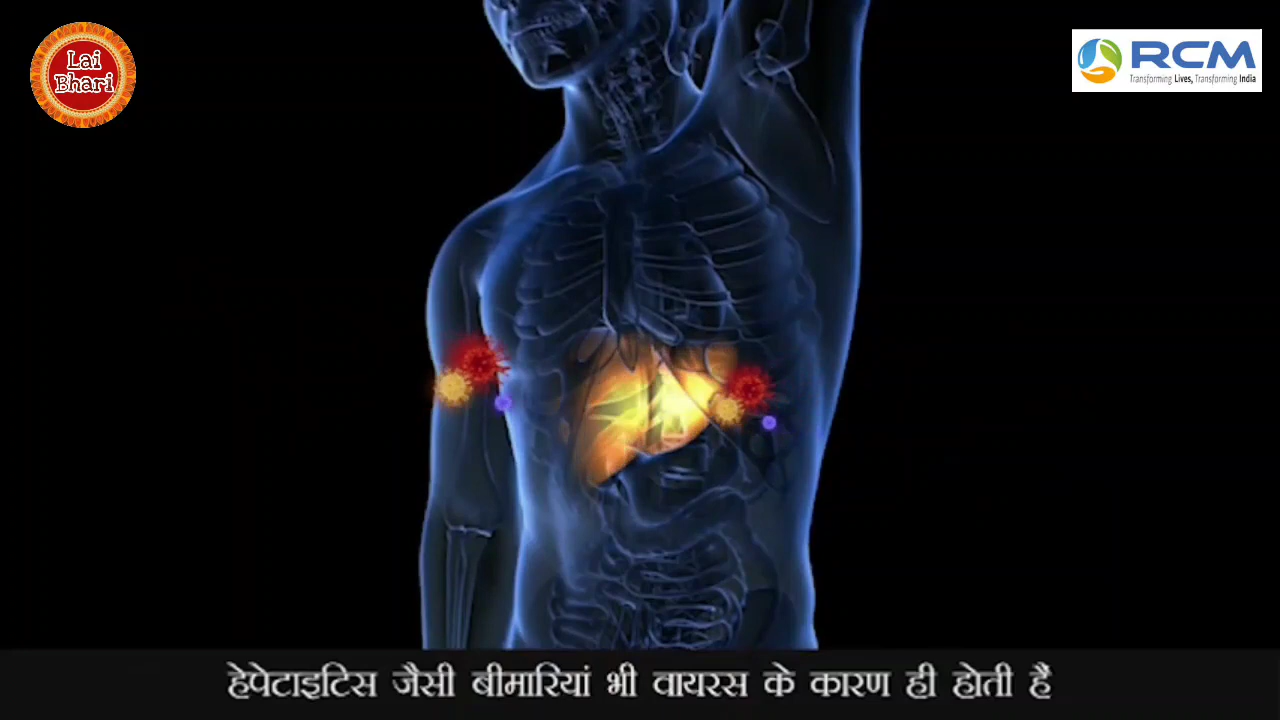 Lai
Bhari
RCM
Transforming Lives, Transforming India
हेपेटाइटिस जैसी बीमारियां भी वायरस के कारण ही होती हैं